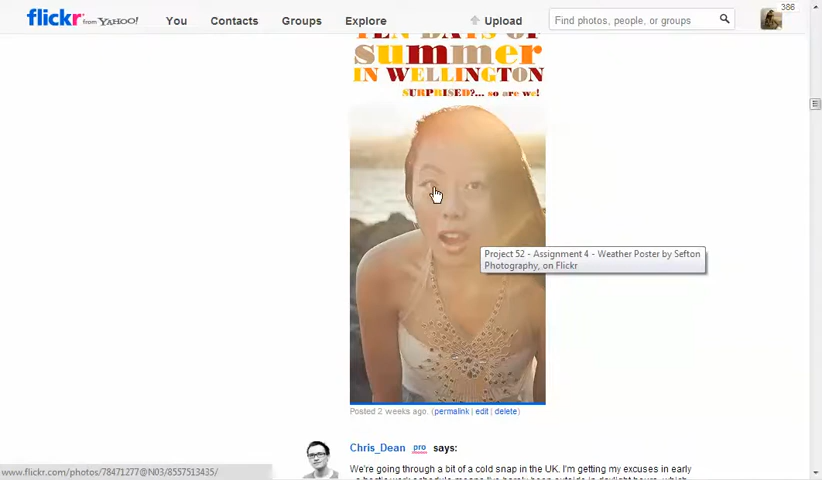 flickr from YAHOO! You Contacts Groups Explore Upload Find photos, people, or groups 386
TEN DAYS OF
summer
IN WELLINGTON
SURPRISED?... so are we!
Project 52 - Assignment 4 - Weather Poster by Sefton
Photography, on Flickr
Posted 2 weeks ago. (permalink | edit | delete)
Chris_Dean pro says:
We're going through a bit of a cold snap in the UK. I'm getting my excuses in early
www.flickr.com/photos/78471277@N03/8557513435/